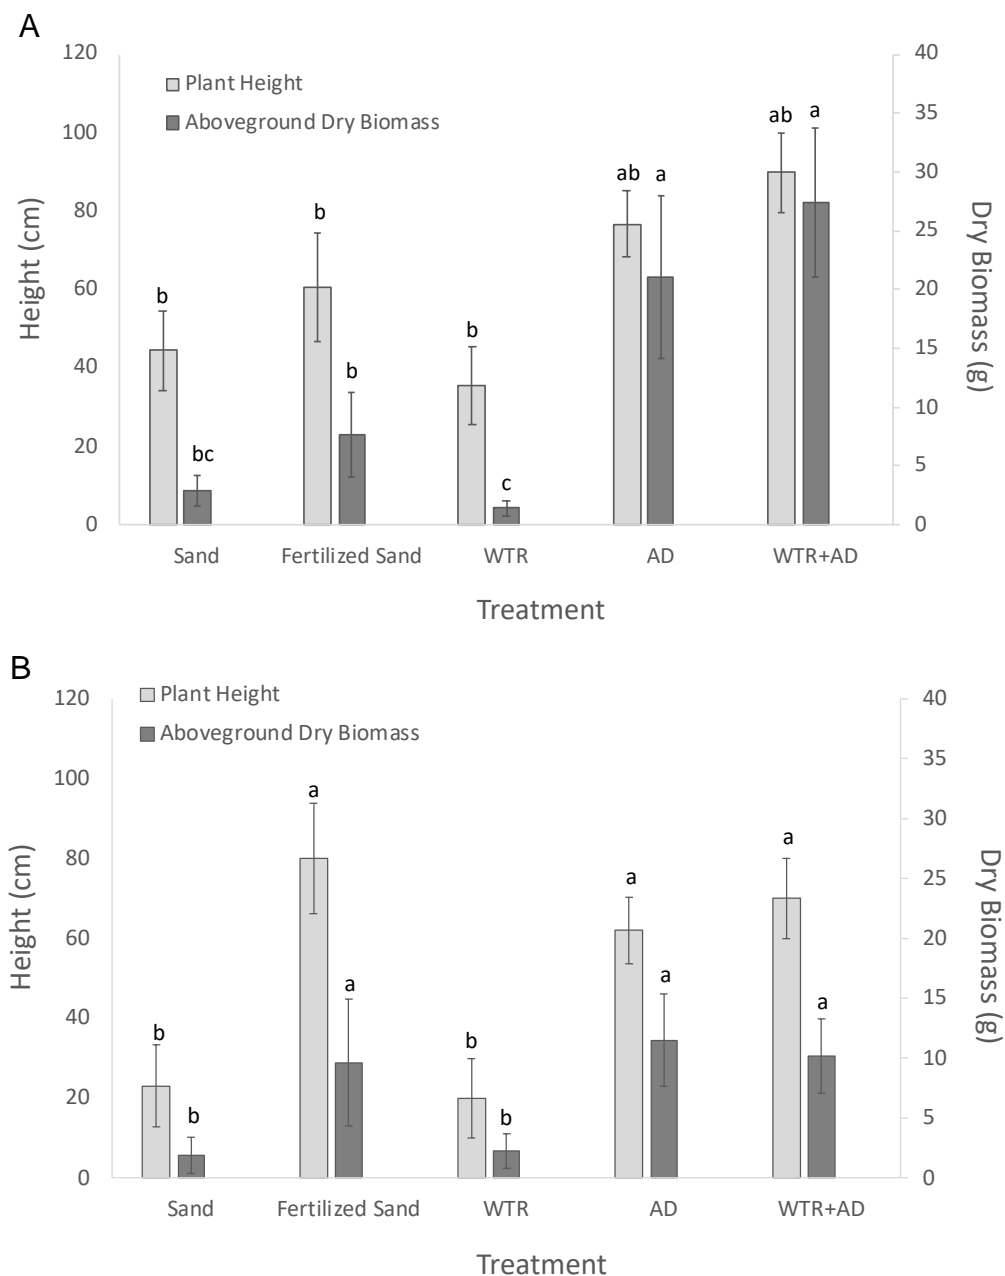 A
120
100
80
60
40
20
0
Height (cm)
Plant Height
Aboveground Dry Biomass
b
bc
b
b
b
c
ab
a
ab
a
40
35
30
25
20
15
10
5
0
Dry Biomass (g)
Sand Fertilized Sand WTR AD WTR+AD
Treatment
B
120
100
80
60
40
20
0
Height (cm)
Plant Height
Aboveground Dry Biomass
b
b
a
a
b
b
a
a
a
a
40
35
30
25
20
15
10
5
0
Dry Biomass (g)
Sand Fertilized Sand WTR AD WTR+AD
Treatment